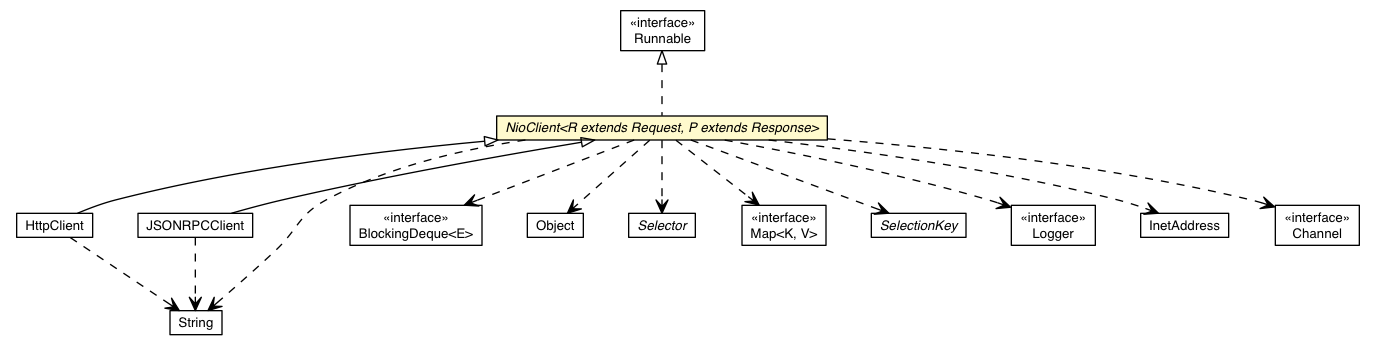 «interface»
Runnable
NioClient<R extends Request, P extends Response>
HttpClient
JSONRPCClient
«interface»
BlockingDeque<E>
Object
Selector
«interface»
Map<K, V>
SelectionKey
«interface»
Logger
InetAddress
«interface»
Channel
String